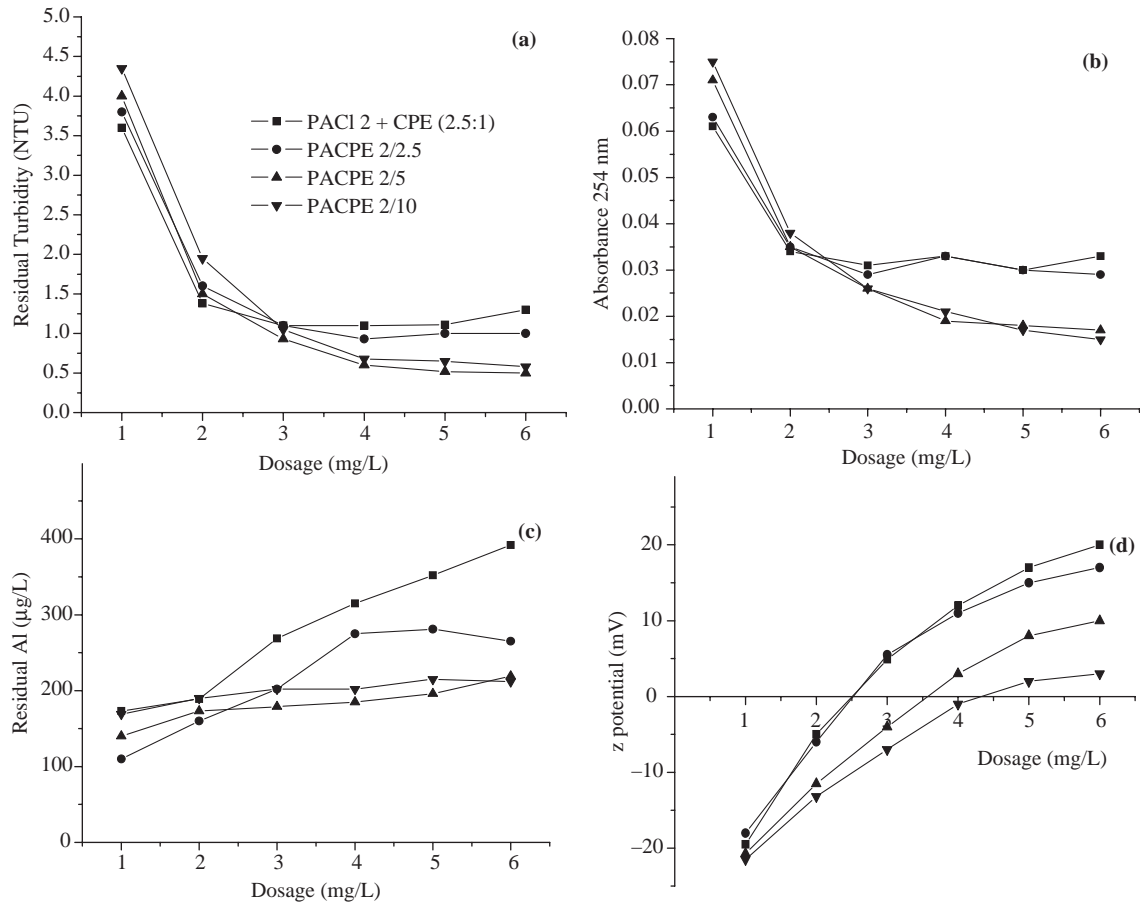 (a)
Residual Turbidity (NTU)
5.0
4.5
4.0
3.5
3.0
2.5
2.0
1.5
1.0
0.5
0.0
PACl 2 + CPE (2.5:1)
PACPE 2/2.5
PACPE 2/5
PACPE 2/10
1 2 3 4 5 6
Dosage (mg/L)
(b)
Absorbance 254 nm
0.08
0.07
0.06
0.05
0.04
0.03
0.02
0.01
0.00
1 2 3 4 5 6
Dosage (mg/L)
(c)
Residual Al (μg/L)
400
300
200
100
0
1 2 3 4 5 6
Dosage (mg/L)
(d)
z potential (mV)
20
10
0
−10
−20
1 2 3 4 5 6
Dosage (mg/L)